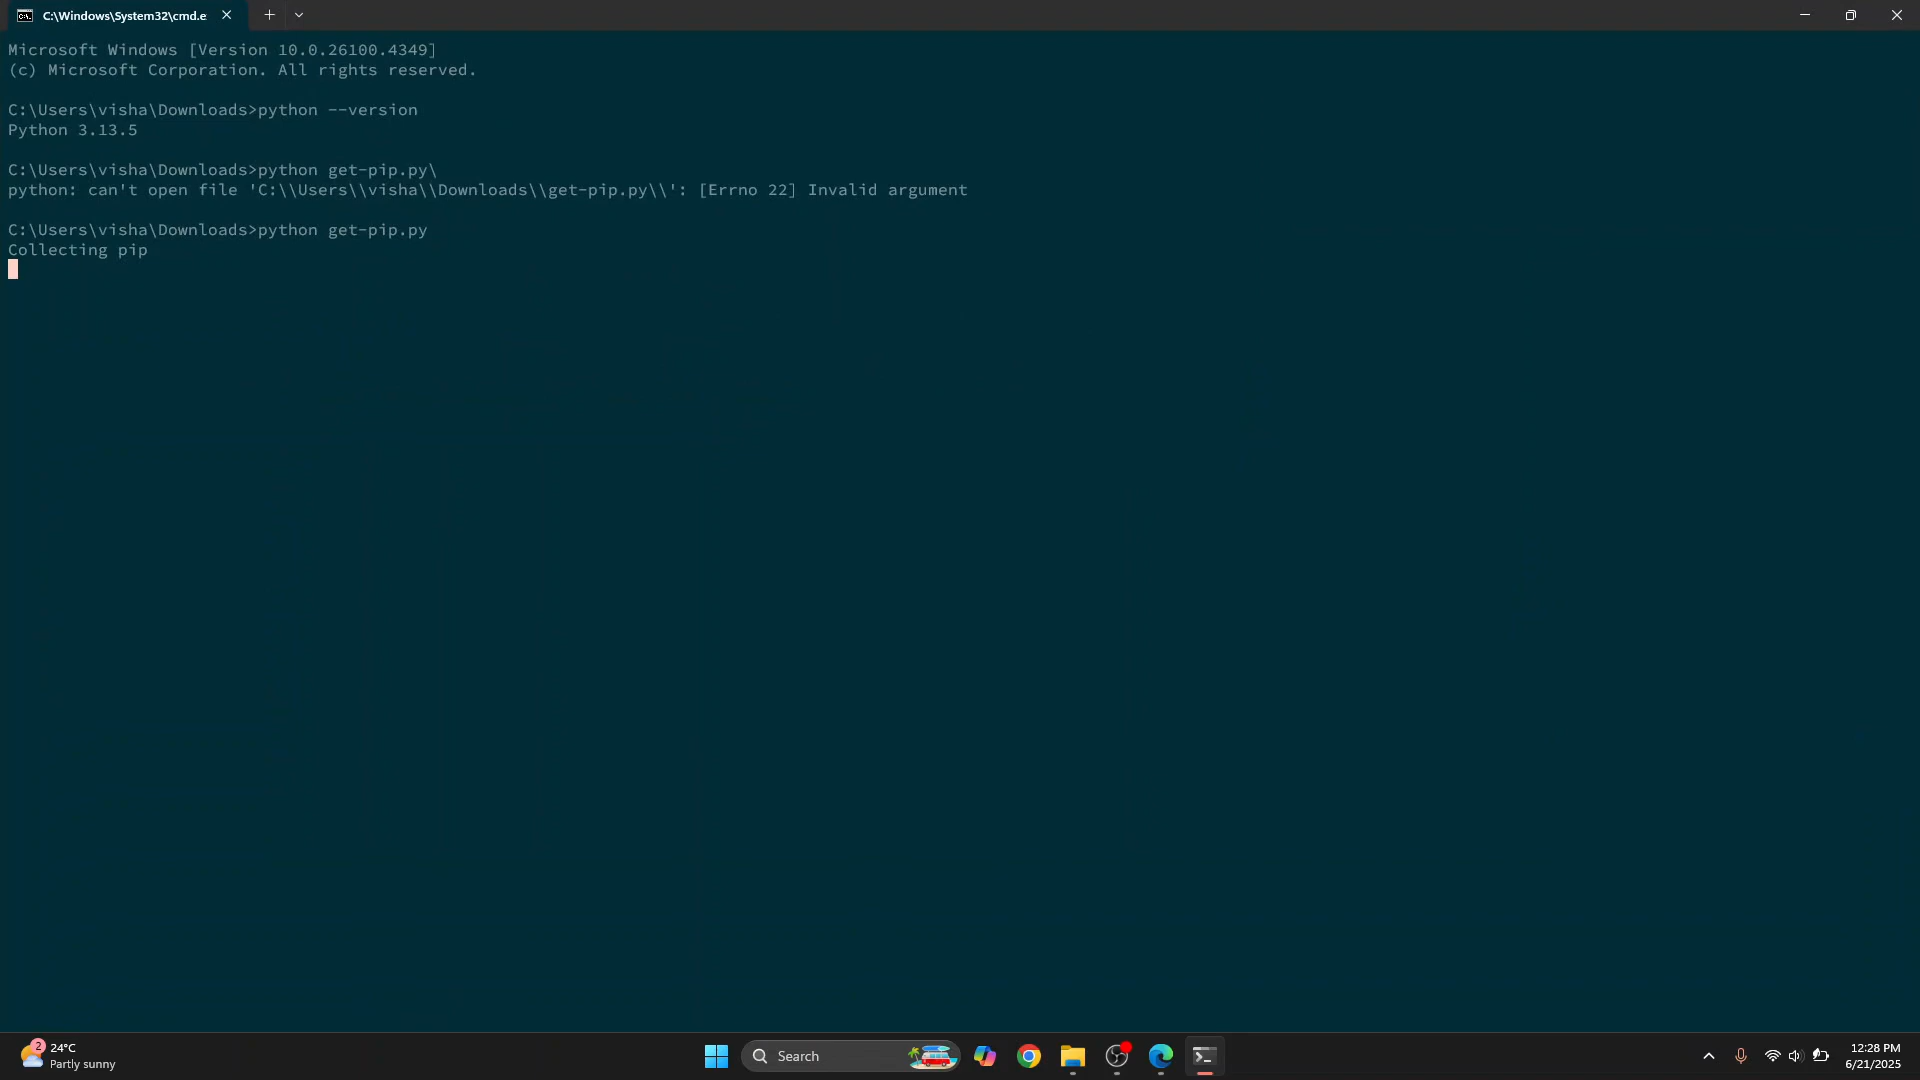 C:\Windows\System32\cmd.e
Microsoft Windows [Version 10.0.26100.4349]
(c) Microsoft Corporation. All rights reserved.
C:\Users\visha\Downloads>python --version
Python 3.13.5
C:\Users\visha\Downloads>python get-pip.py\
python: can't open file 'C:\\Users\\visha\\Downloads\\get-pip.py\\': [Errno 22] Invalid argument
C:\Users\visha\Downloads>python get-pip.py
Collecting pip
2
24°C
Partly sunny
Search
12:28 PM
6/21/2025